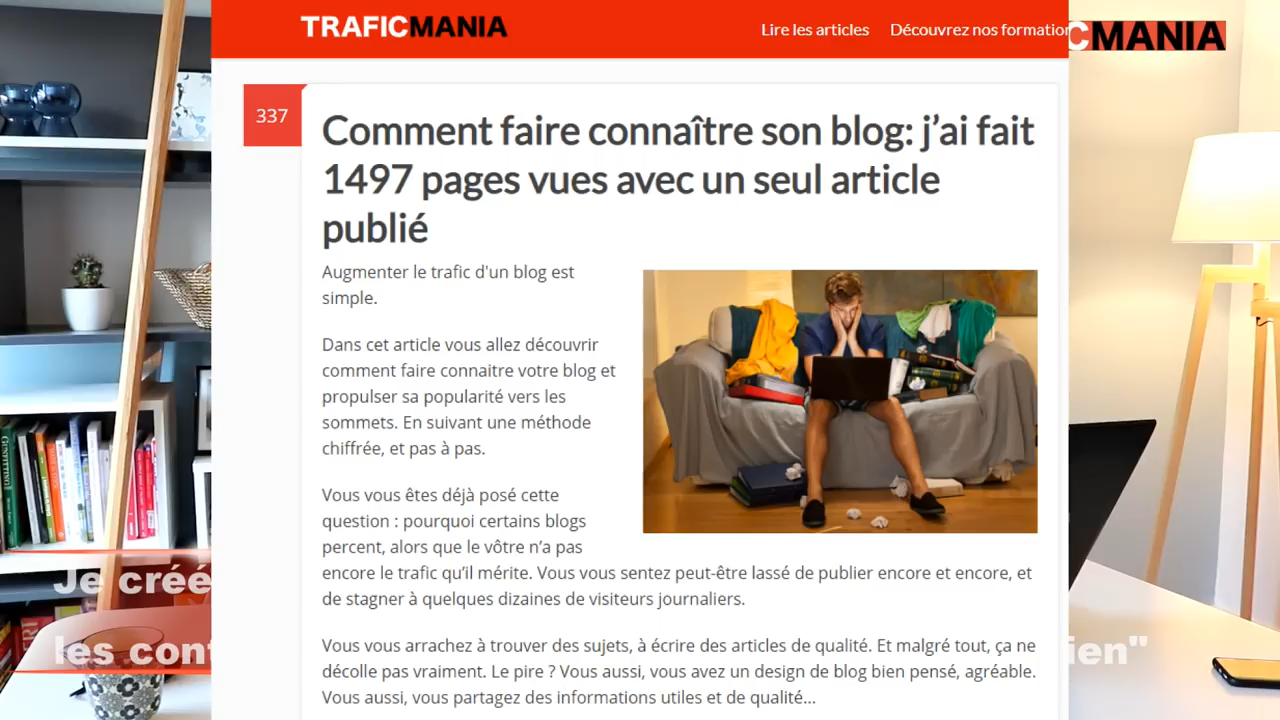 TRAFICMANIA
Lire les articles
Découvrez nos formation
CMANIA
337
Comment faire connaître son blog: j’ai fait
1497 pages vues avec un seul article
publié
Augmenter le trafic d'un blog est
simple.
Dans cet article vous allez découvrir
comment faire connaitre votre blog et
propulser sa popularité vers les
sommets. En suivant une méthode
chiffrée, et pas à pas.
Vous vous êtes déjà posé cette
question : pourquoi certains blogs
percent, alors que le vôtre n’a pas
encore le trafic qu’il mérite. Vous vous sentez peut-être lassé de publier encore et encore, et
de stagner à quelques dizaines de visiteurs journaliers.
Vous vous arrachez à trouver des sujets, à écrire des articles de qualité. Et malgré tout, ça ne
décolle pas vraiment. Le pire ? Vous aussi, vous avez un design de blog bien pensé, agréable.
Vous aussi, vous partagez des informations utiles et de qualité…
Je créé
les cont
ien"